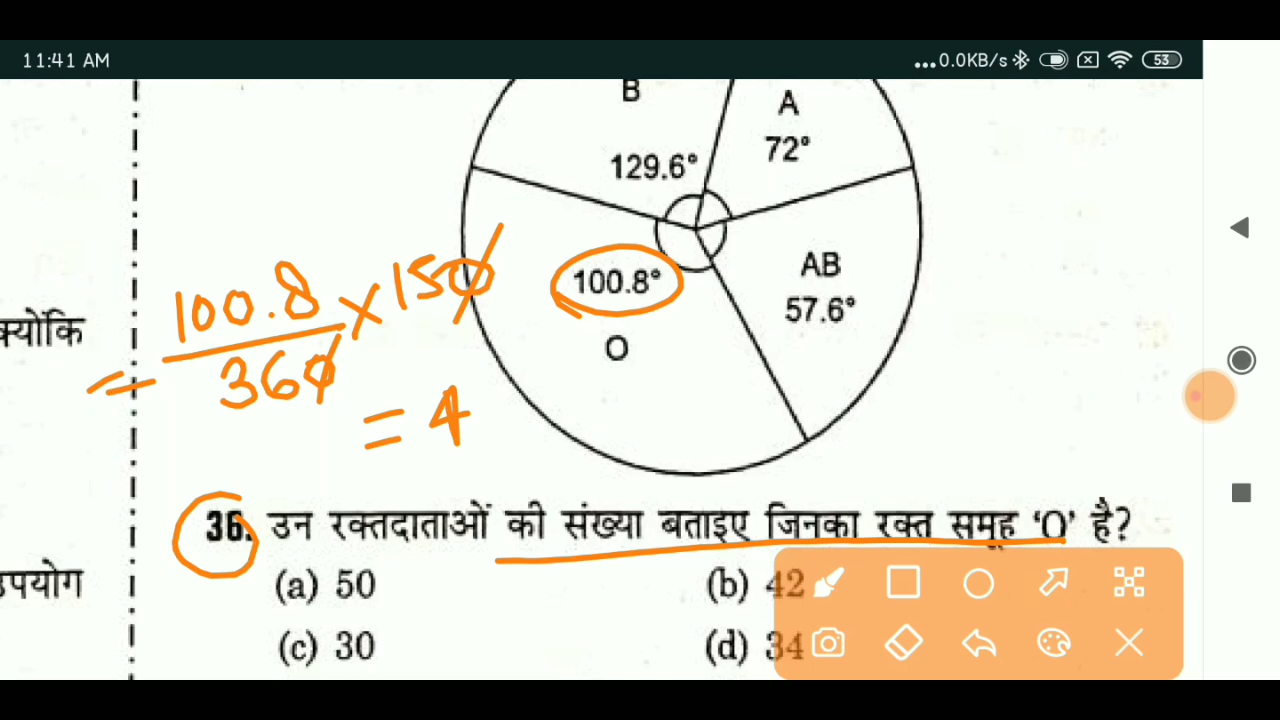 11:41 AM
...0.0KB/s 53
B
A
129.6°
72°
100.8°
AB
57.6°
O
क्योंकि
= 100.8/360 × 150
= 4
36. उन रक्तदाताओं की संख्या बताइए जिनका रक्त समूह ‘O’ है?
उपयोग
(a) 50 (b) 42
(c) 30 (d) 34